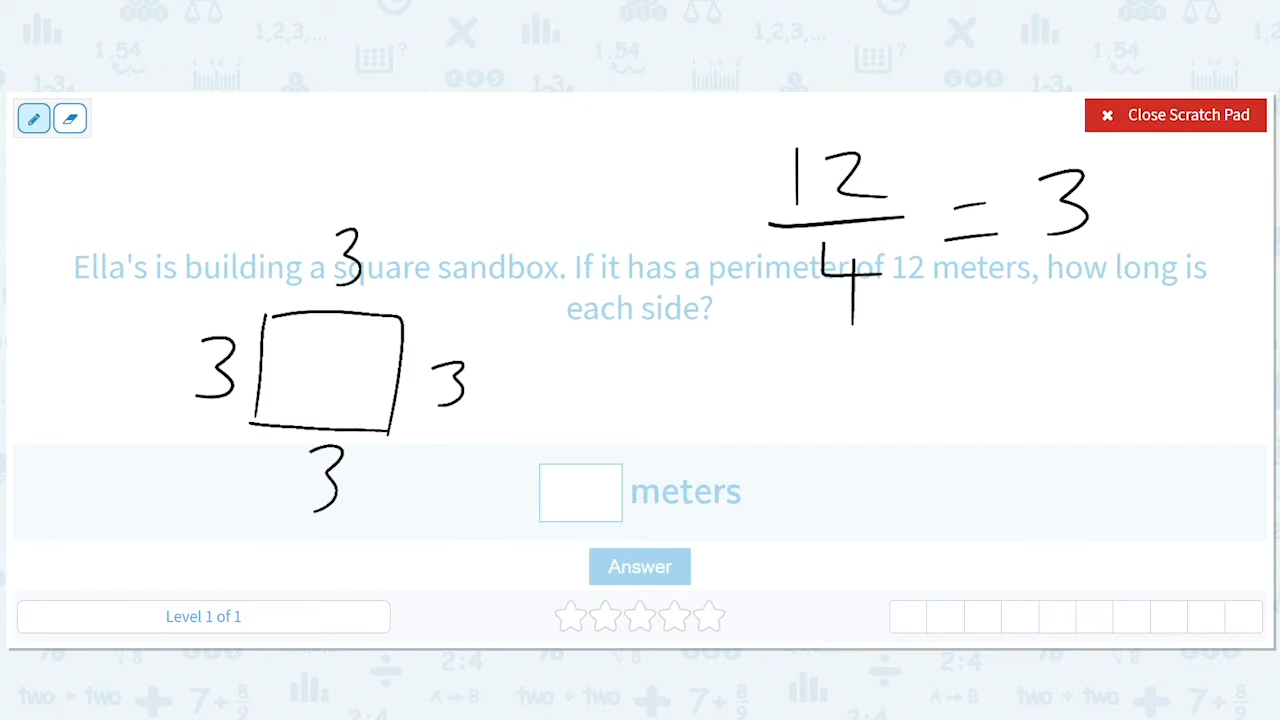 Close Scratch Pad
12
4
= 3
3
Ella's is building a square sandbox. If it has a perimeter of 12 meters, how long is
each side?
3
3
3
meters
Answer
Level 1 of 1